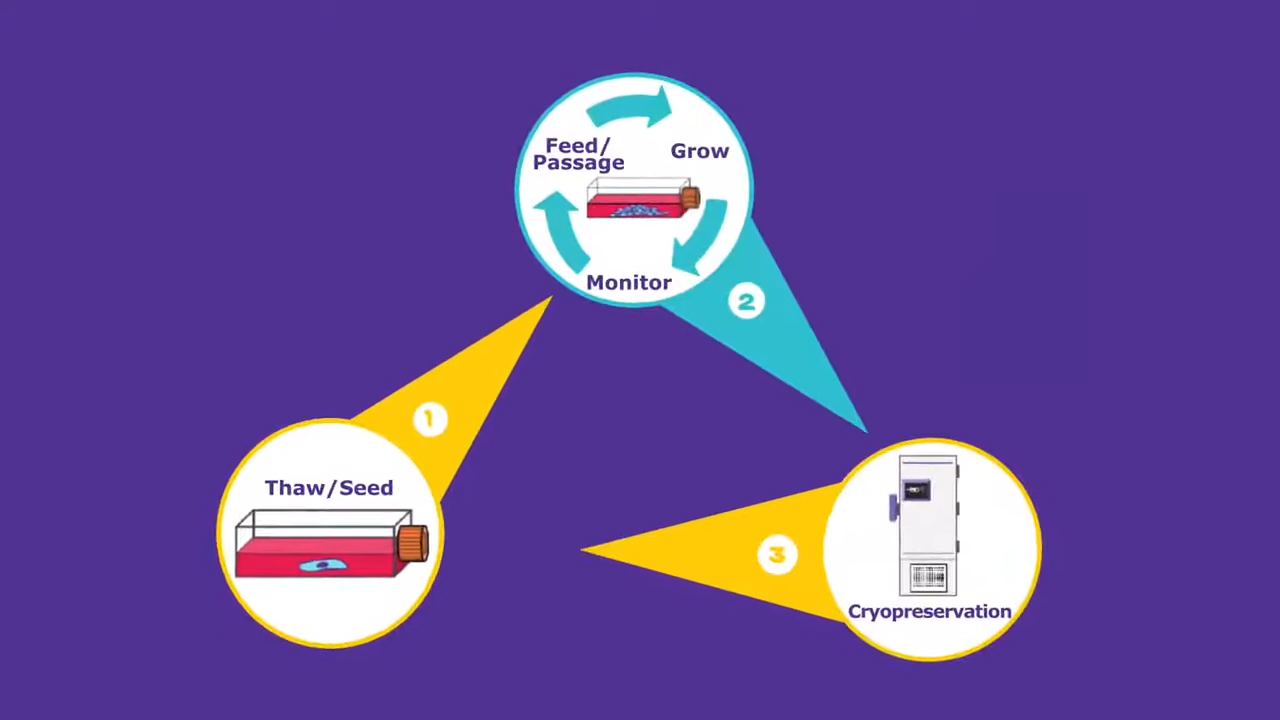 Feed/
Passage
Grow
Monitor
2
1
Thaw/Seed
3
Cryopreservation